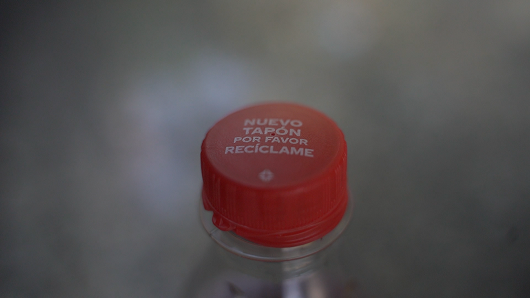 NUEVO
TAPÓN
POR FAVOR
RECÍCLAME